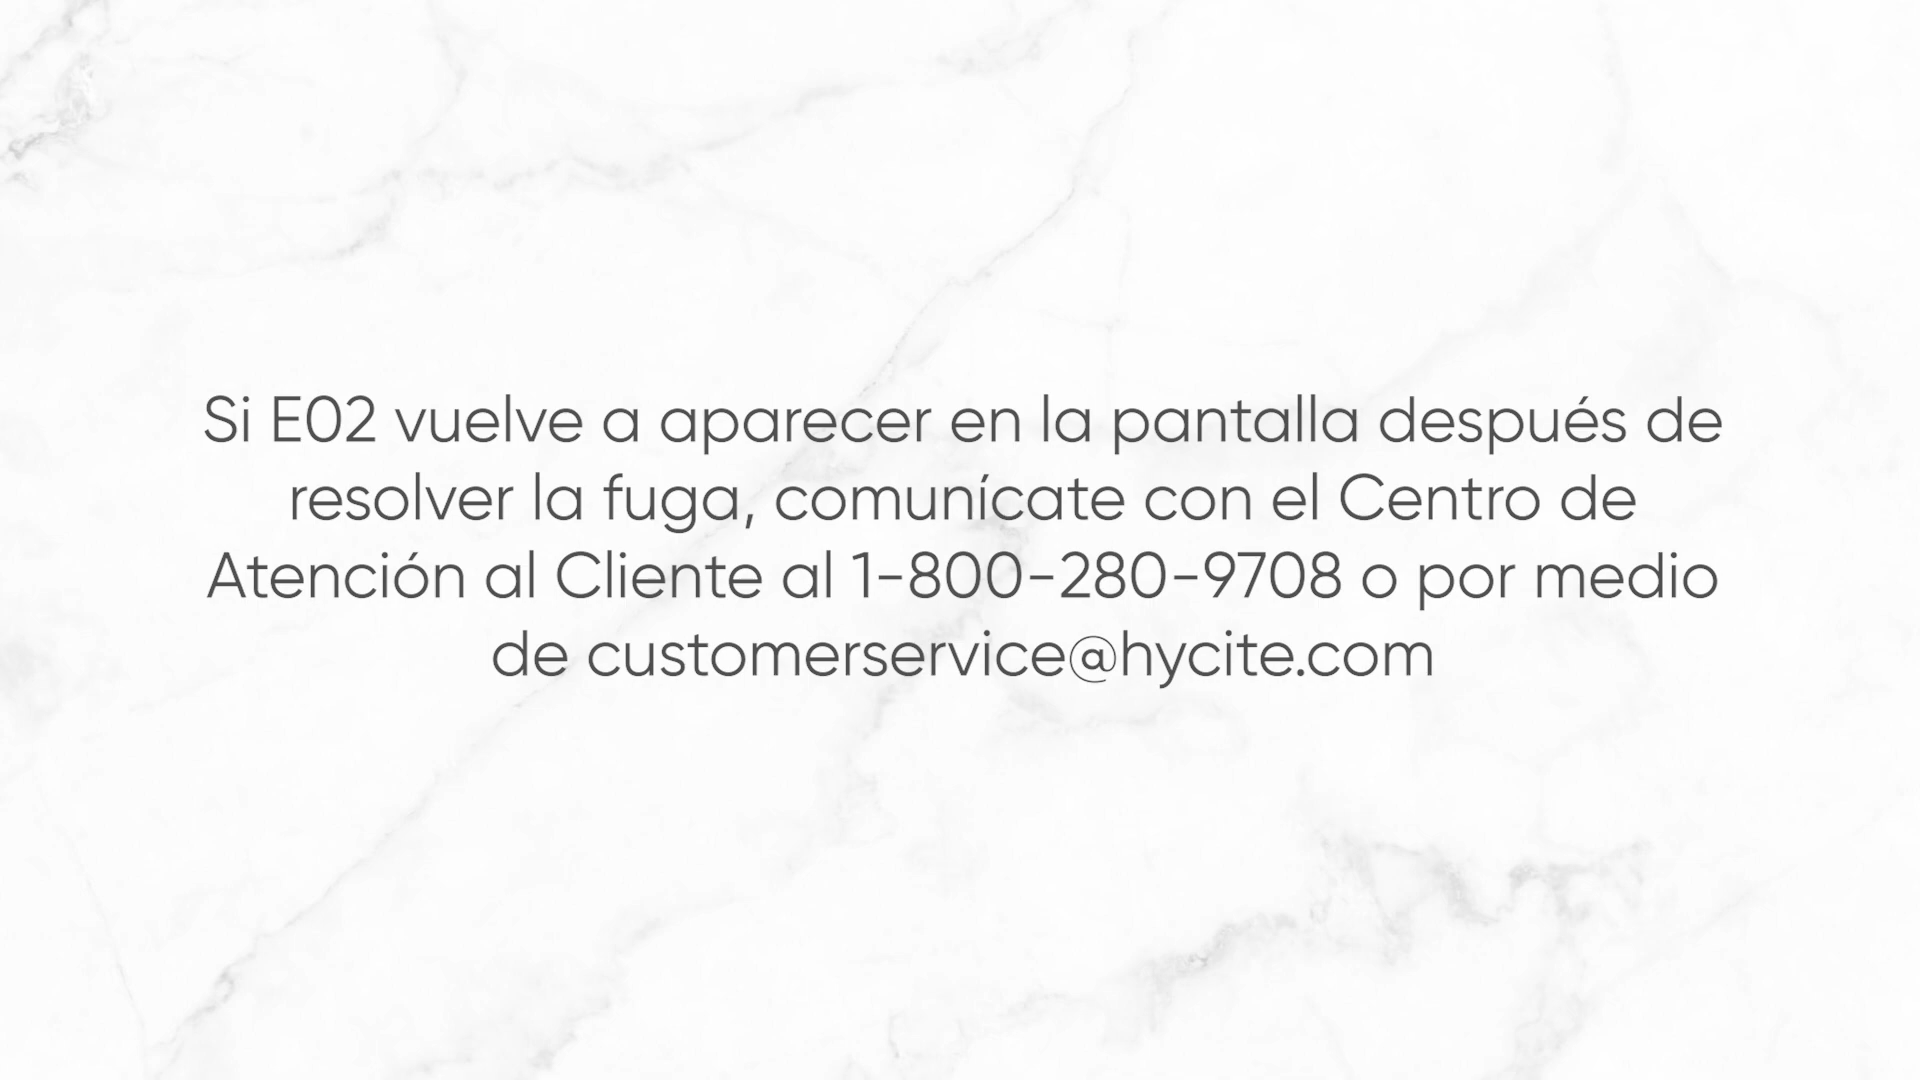 Si E02 vuelve a aparecer en la pantalla después de
resolver la fuga, comunícate con el Centro de
Atención al Cliente al 1-800-280-9708 o por medio
de customerservice@hycite.com